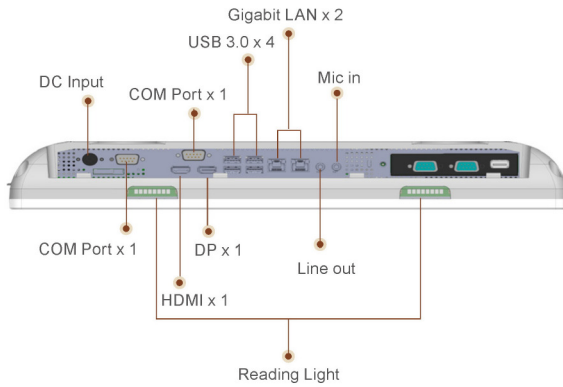 Gigabit LAN x 2
USB 3.0 x 4
Mic in
DC Input
COM Port x 1
COM Port x 1
DP x 1
Line out
HDMI x 1
Reading Light